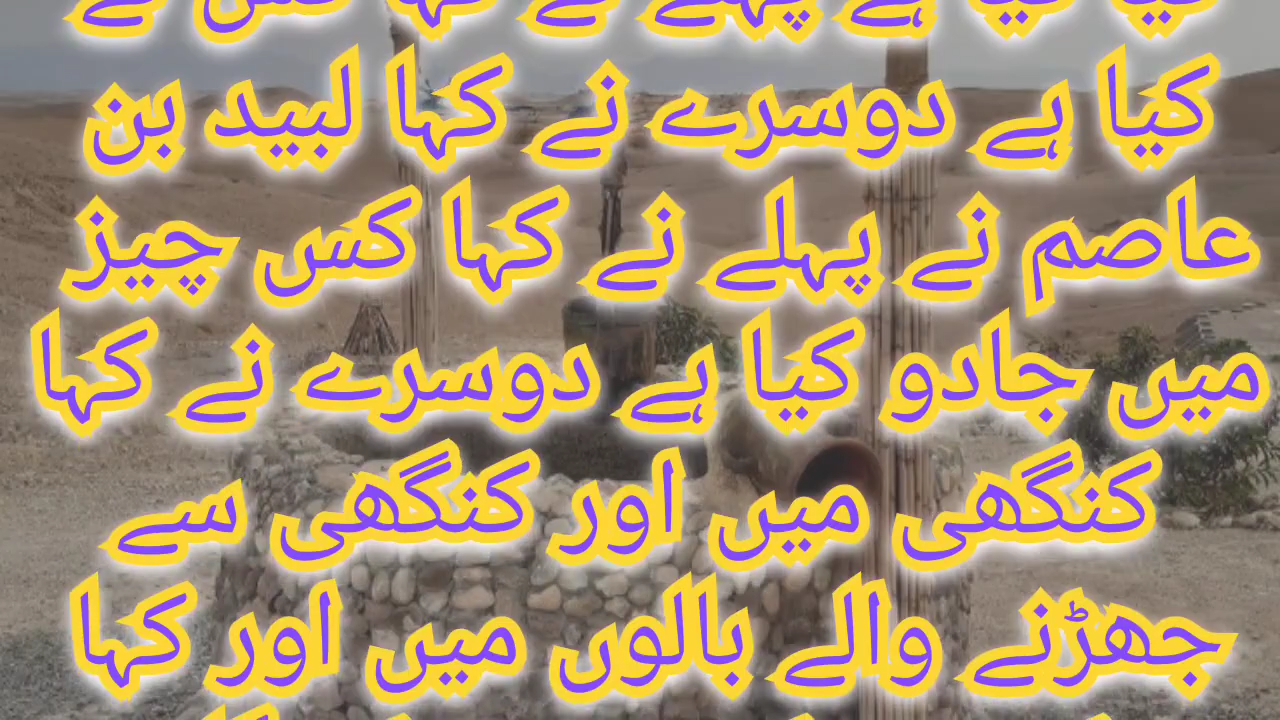 کیا گیا ہے پہلے نے کہا کس نے
کیا ہے دوسرے نے کہا لبید بن
عاصم نے پہلے نے کہا کس چیز
میں جادو کیا ہے دوسرے نے کہا
کنگھی میں اور کنگھی سے
جھڑنے والے بالوں میں اور کہا